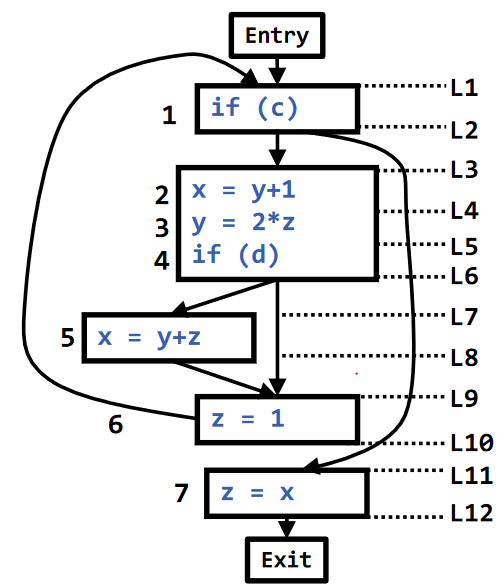 Entry
1 if (c) L1
L2
L3
2 x = y+1
3 y = 2*z L4
4 if (d) L5
L6
L7
5 x = y+z
L8
L9
6 z = 1
L10
L11
7 z = x
L12
Exit